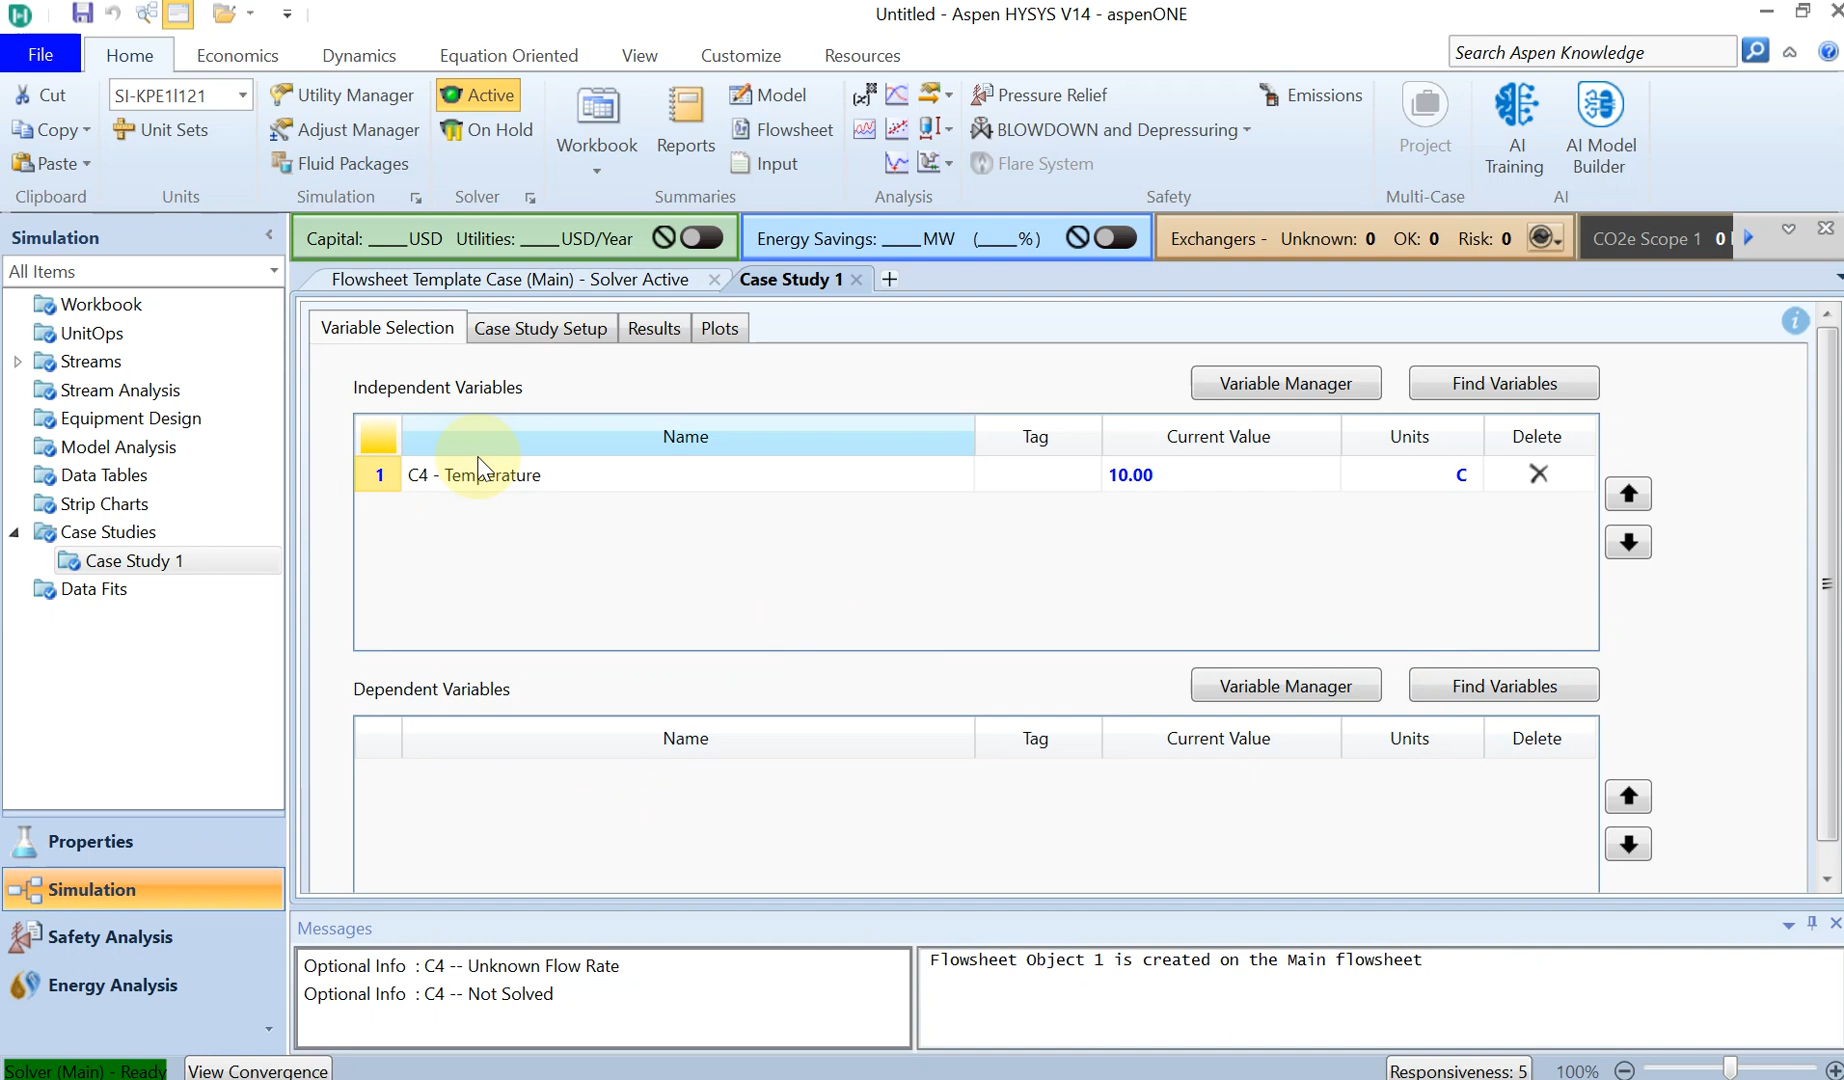 Untitled - Aspen HYSYS V14 - aspenONE
File Home Economics Dynamics Equation Oriented View Customize Resources Search Aspen Knowledge
Cut SI-KPE1l121 Utility Manager Active Model Pressure Relief Emissions
Copy Unit Sets Adjust Manager On Hold Workbook Reports Flowsheet BLOWDOWN and Depressuring Project AI Training AI Model Builder
Paste Fluid Packages Input Flare System
Clipboard Units Simulation Solver Summaries Analysis Safety Multi-Case AI
Simulation
Capital: ____USD Utilities: ____USD/Year Energy Savings: ____MW (____%) Exchangers - Unknown: 0 OK: 0 Risk: 0 CO2e Scope 1 0
All Items
Flowsheet Template Case (Main) - Solver Active Case Study 1 +
Workbook
UnitOps
Streams
Stream Analysis
Equipment Design
Model Analysis
Data Tables
Strip Charts
Case Studies
Case Study 1
Data Fits
Properties
Simulation
Safety Analysis
Energy Analysis
Variable Selection Case Study Setup Results Plots
Independent Variables Variable Manager Find Variables
Name Tag Current Value Units Delete
1 C4 - Temperature 10.00 C
Dependent Variables Variable Manager Find Variables
Name Tag Current Value Units Delete
Messages
Optional Info : C4 -- Unknown Flow Rate
Optional Info : C4 -- Not Solved
Flowsheet Object 1 is created on the Main flowsheet
Solver (Main) - Ready View Convergence Responsiveness: 5 100%